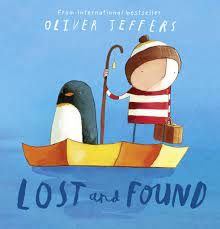 From international bestseller
OLIVER JEFFERS
LOST and FOUND